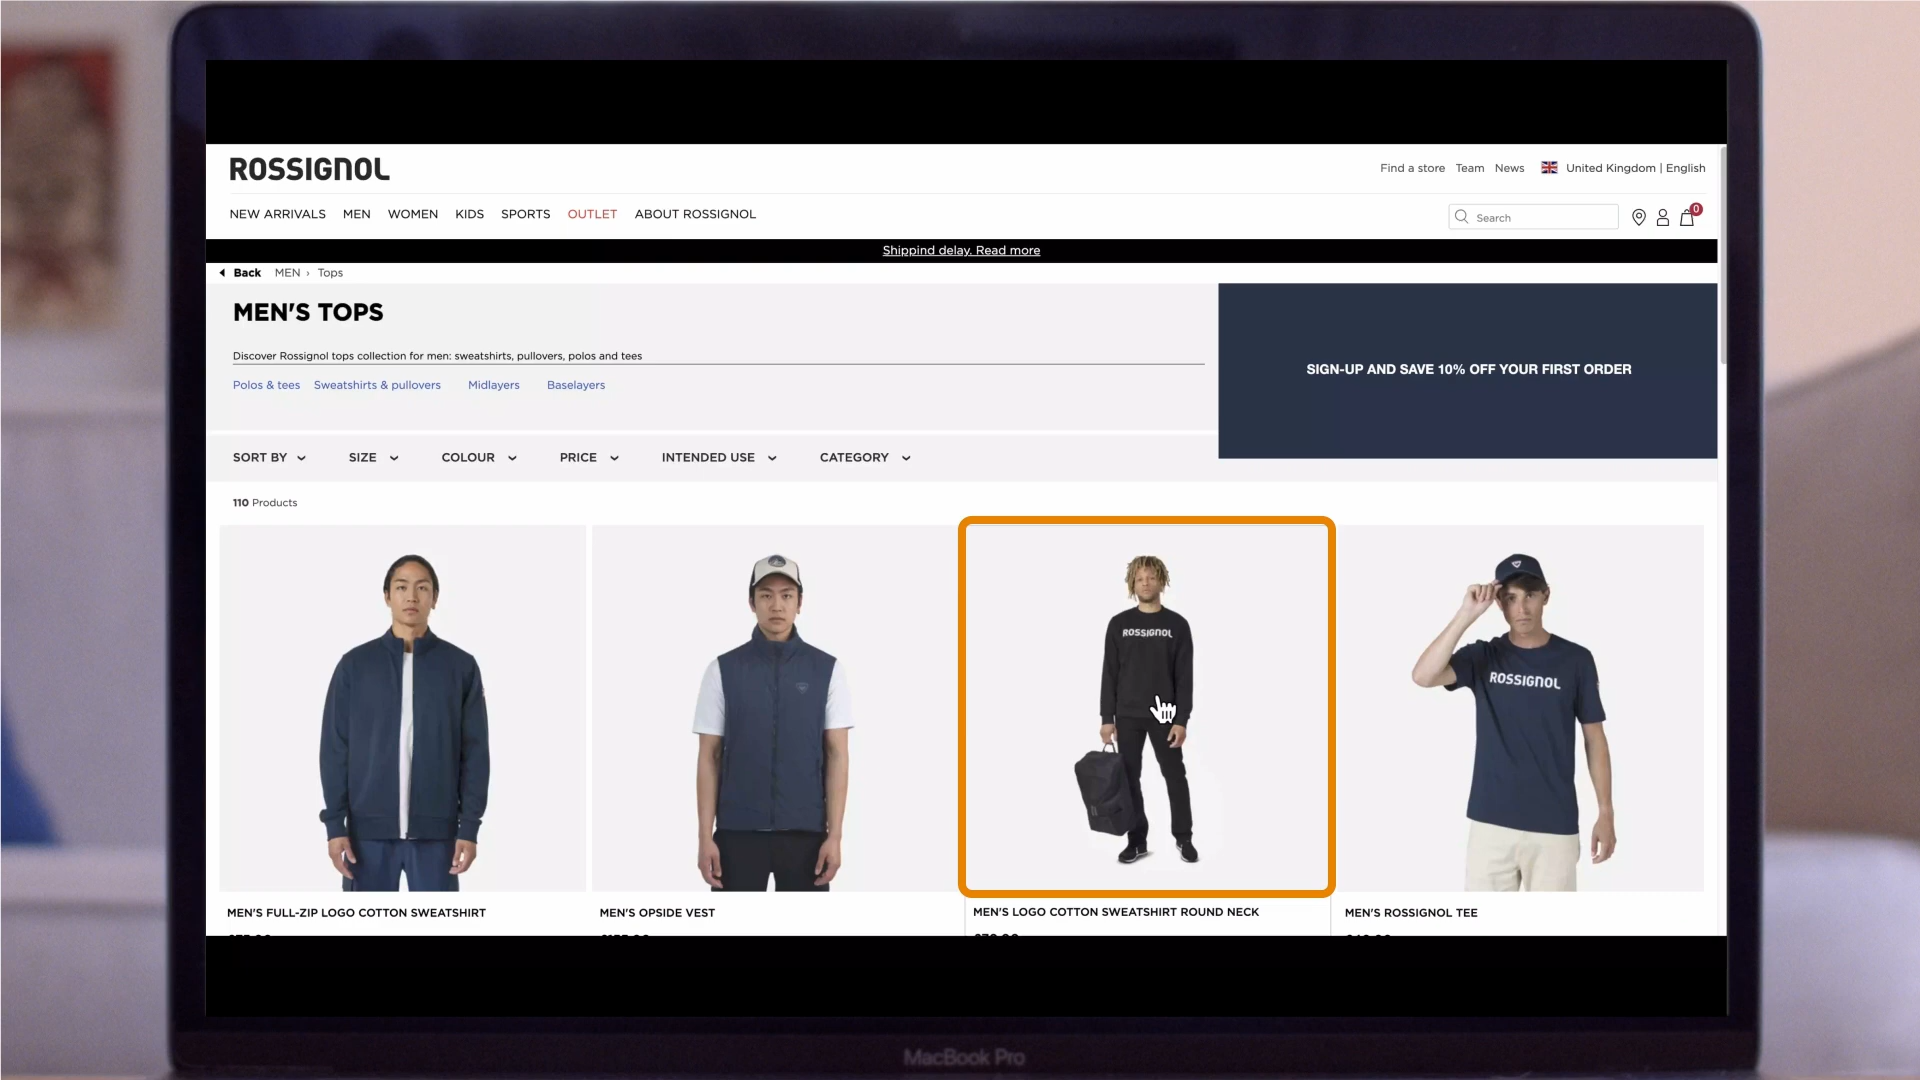 ROSSIGNOL
Find a store Team News United Kingdom | English
NEW ARRIVALS MEN WOMEN KIDS SPORTS OUTLET ABOUT ROSSIGNOL
Search
0
Shippind delay. Read more
Back MEN › Tops
MEN'S TOPS
Discover Rossignol tops collection for men: sweatshirts, pullovers, polos and tees
Polos & tees Sweatshirts & pullovers Midlayers Baselayers
SIGN-UP AND SAVE 10% OFF YOUR FIRST ORDER
SORT BY SIZE COLOUR PRICE INTENDED USE CATEGORY
110 Products
ROSSIGNOL
ROSSIGNOL
MEN'S FULL-ZIP LOGO COTTON SWEATSHIRT
MEN'S OPSIDE VEST
MEN'S LOGO COTTON SWEATSHIRT ROUND NECK
MEN'S ROSSIGNOL TEE
MacBook Pro